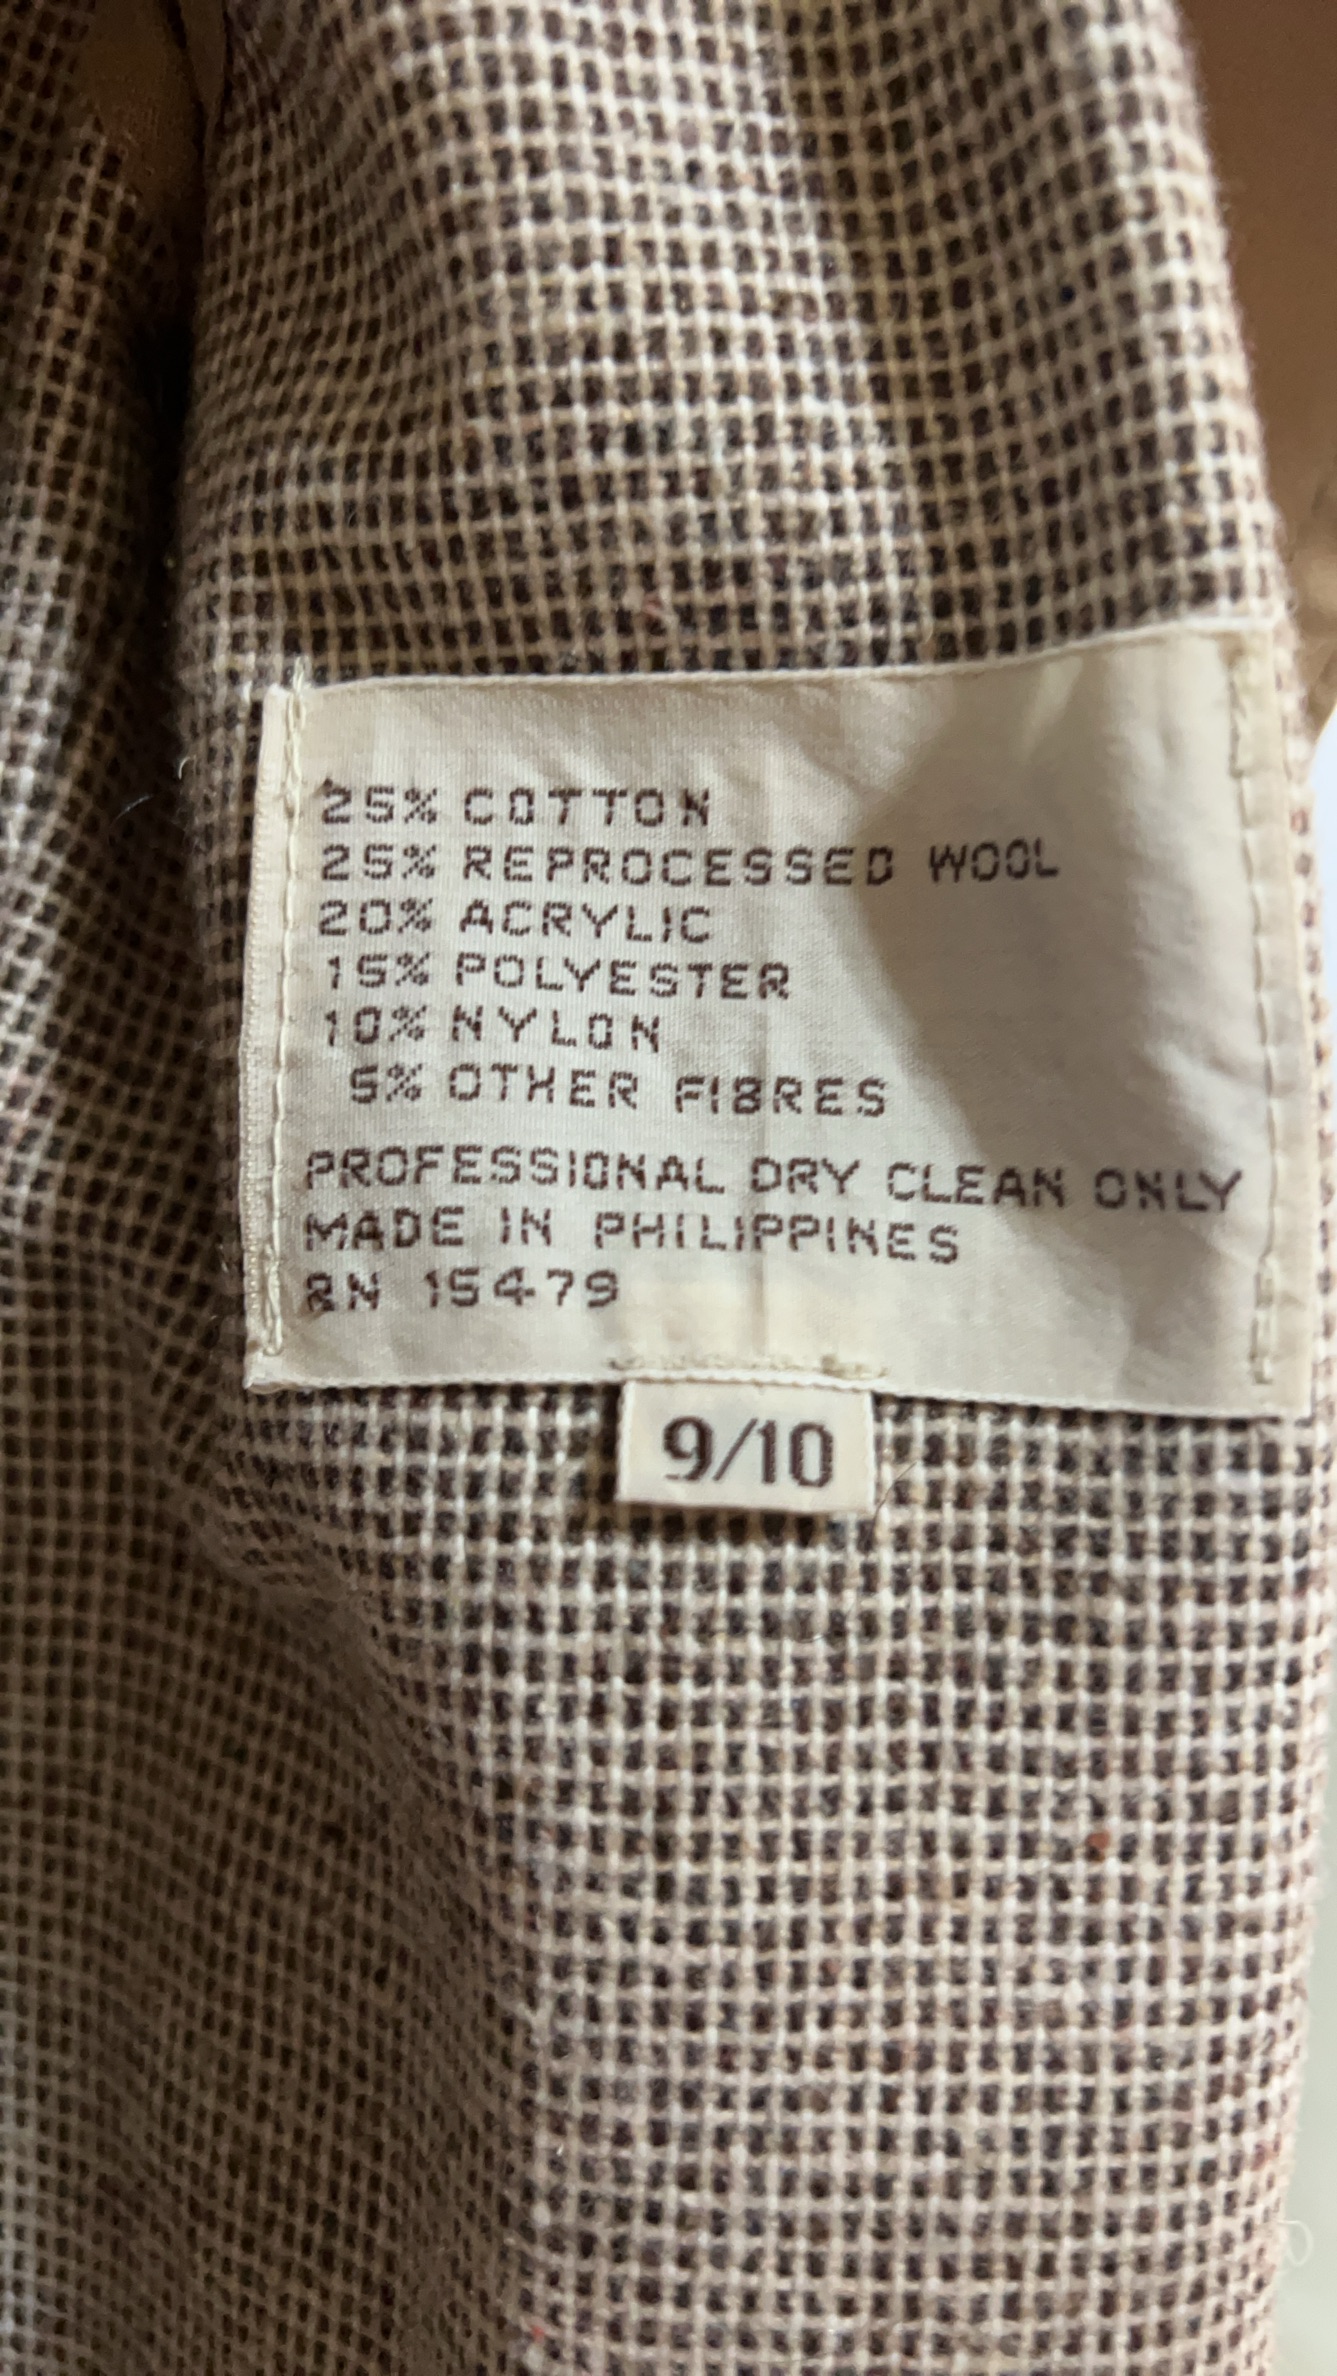 25% COTTON
25% REPROCESSED WOOL
20% ACRYLIC
15% POLYESTER
10% NYLON
5% OTHER FIBRES
PROFESSIONAL DRY CLEAN ONLY
MADE IN PHILIPPINES
RN 15479
9/10